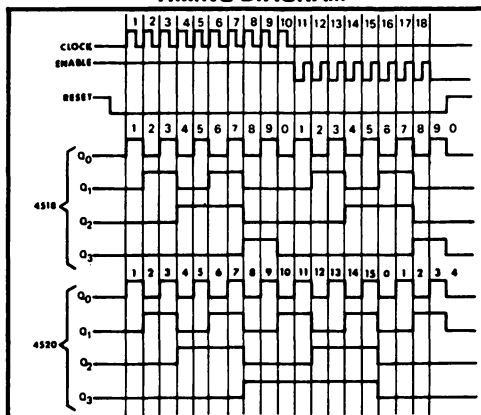 TIMING DIAGRAM
1 2 3 4 5 6 7 8 9 10 11 12 13 14 15 16 17 18
CLOCK
ENABLE
RESET
1 2 3 4 5 6 7 8 9 0 1 2 3 4 5 6 7 8 9 0
Q0
Q1
4518
Q2
Q3
1 2 3 4 5 6 7 8 9 10 11 12 13 14 15 0 1 2 3 4
Q0
Q1
4520
Q2
Q3